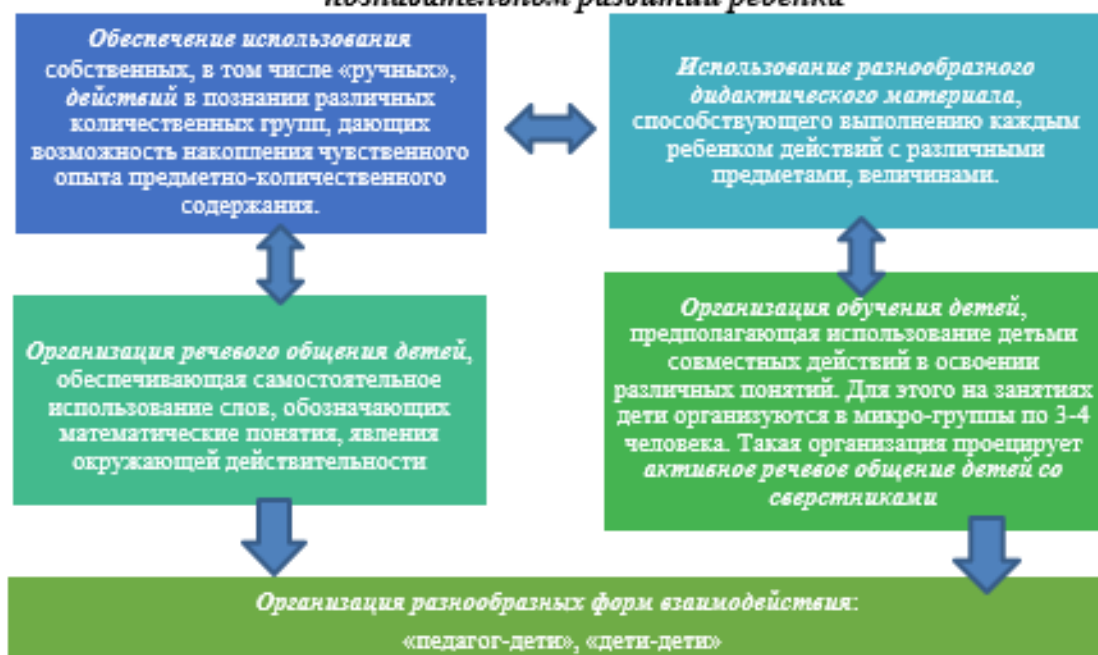 познавательном развитии ребенка
Обеспечение использования
собственных, в том числе «ручных»,
действий в познании различных
количественных групп, дающих
возможность накопления чувственного
опыта предметно-количественного
содержания.
Использование разнообразного
дидактического материала,
способствующего выполнению каждым
ребенком действий с различными
предметами, величинами.
Организация речевого общения детей,
обеспечивающая самостоятельное
использование слов, обозначающих
математические понятия, явления
окружающей действительности
Организация обучения детей,
предполагающая использование детьми
совместных действий в освоении
различных понятий. Для этого на занятиях
дети организуются в микро-группы по 3-4
человека. Такая организация проецирует
активное речевое общение детей со
сверстниками
Организация разнообразных форм взаимодействия:
«педагог-дети», «дети-дети»